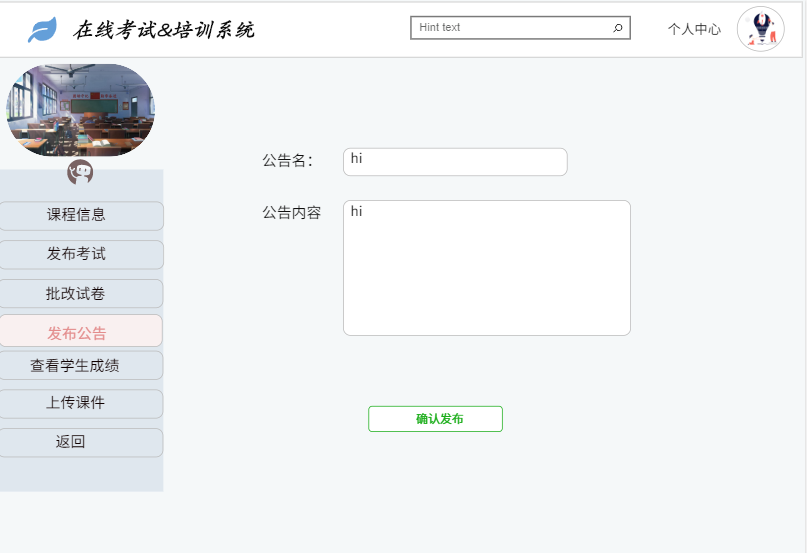 在线考试&培训系统
Hint text
个人中心
公告名：
hi
公告内容
hi
课程信息
发布考试
批改试卷
发布公告
查看学生成绩
上传课件
返回
确认发布